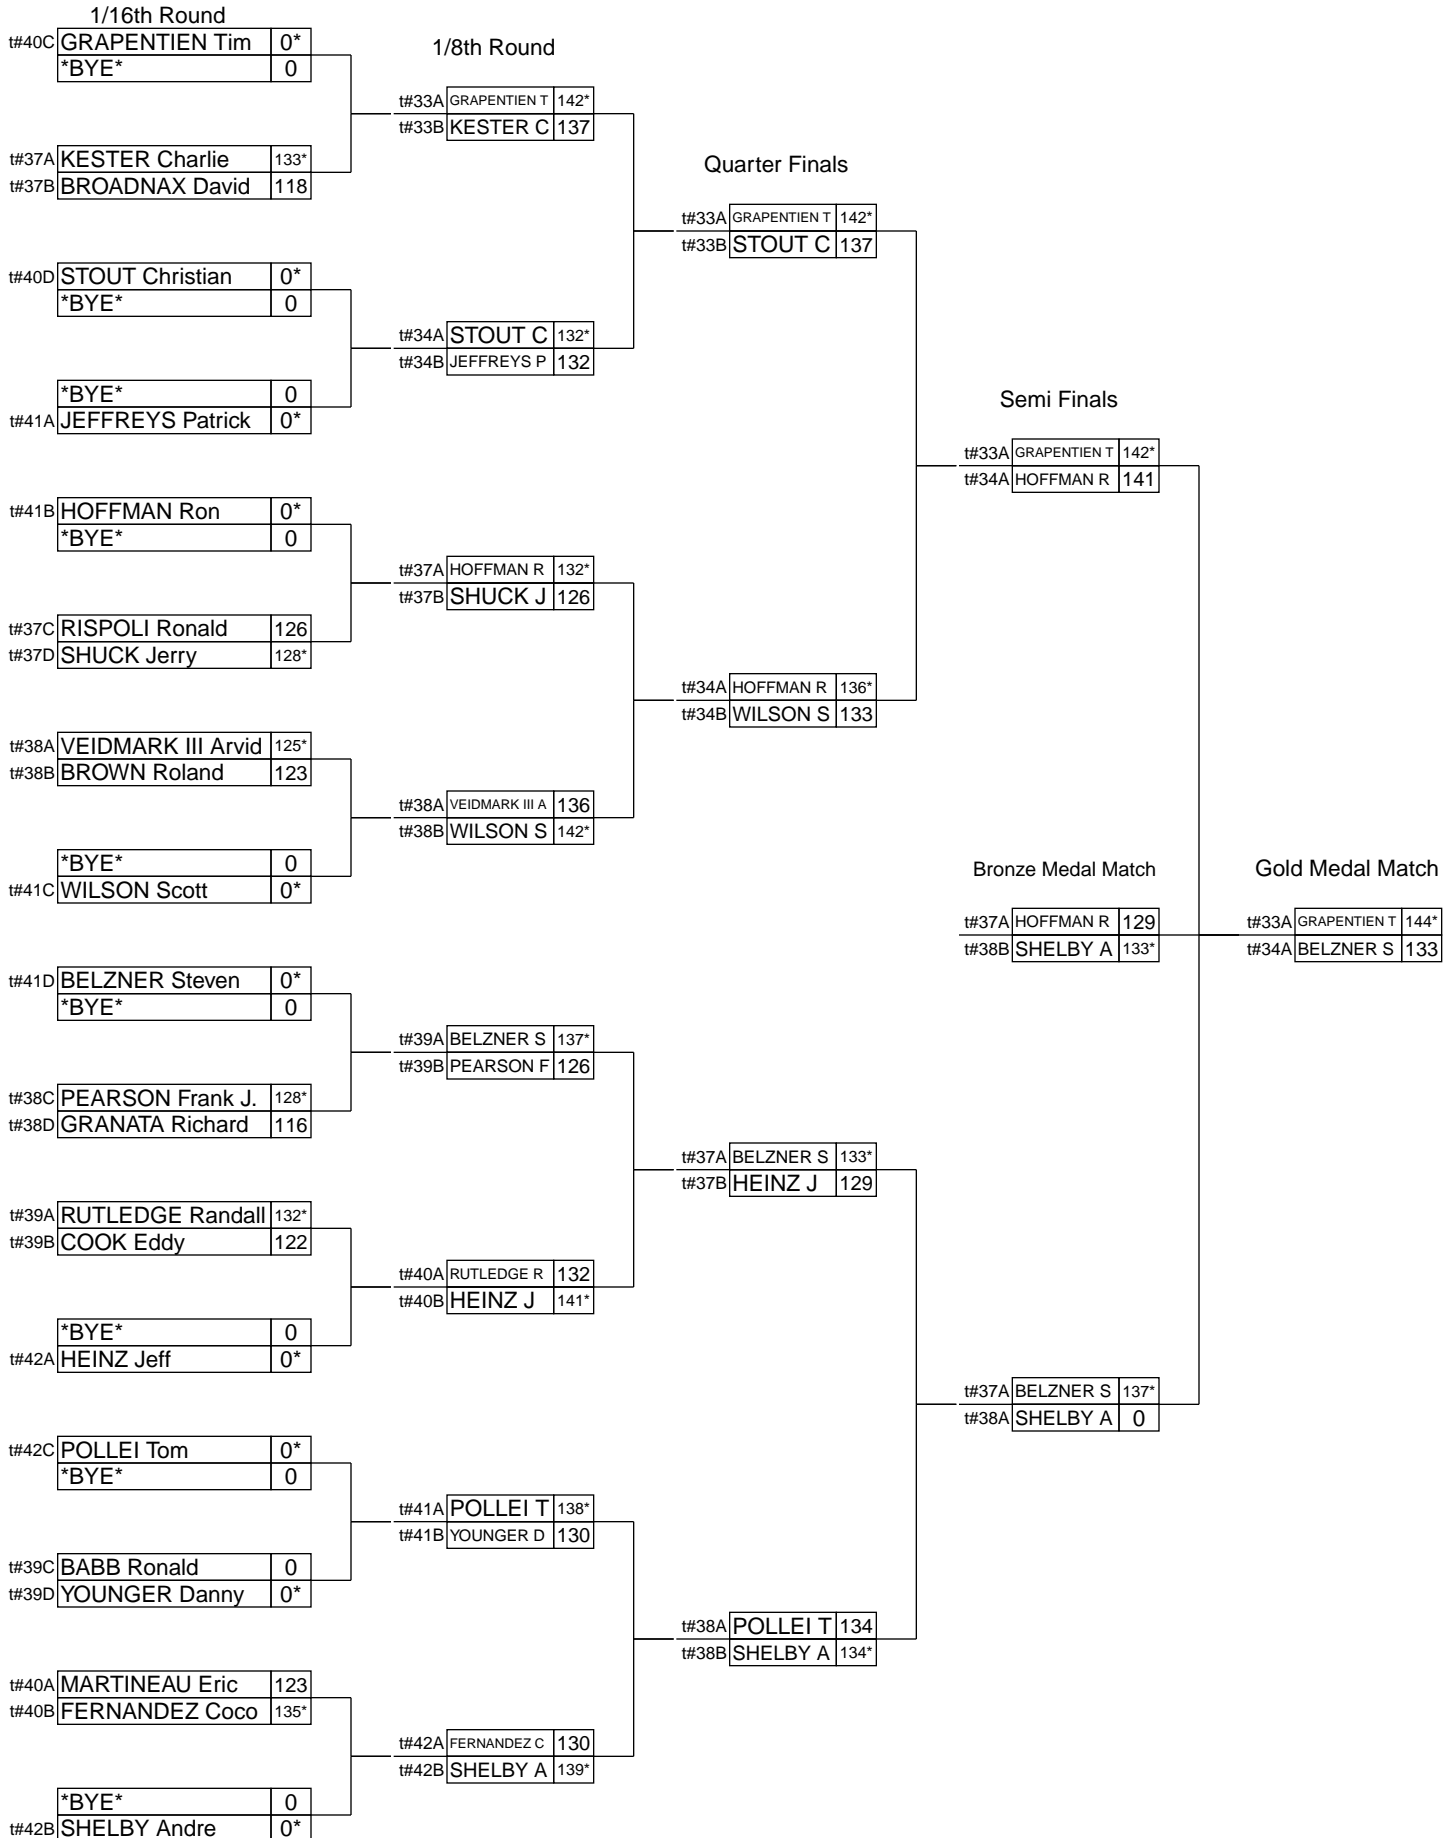 1/16th Round
t#40C GRAPENTIEN Tim 0*
*BYE* 0
t#37A KESTER Charlie 133*
t#37B BROADNAX David 118
t#40D STOUT Christian 0*
*BYE* 0
*BYE* 0
t#41A JEFFREYS Patrick 0*
t#41B HOFFMAN Ron 0*
*BYE* 0
t#37C RISPOLI Ronald 126
t#37D SHUCK Jerry 128*
t#38A VEIDMARK III Arvid 125*
t#38B BROWN Roland 123
*BYE* 0
t#41C WILSON Scott 0*
t#41D BELZNER Steven 0*
*BYE* 0
t#38C PEARSON Frank J. 128*
t#38D GRANATA Richard 116
t#39A RUTLEDGE Randall 132*
t#39B COOK Eddy 122
*BYE* 0
t#42A HEINZ Jeff 0*
t#42C POLLEI Tom 0*
*BYE* 0
t#39C BABB Ronald 0
t#39D YOUNGER Danny 0*
t#40A MARTINEAU Eric 123
t#40B FERNANDEZ Coco 135*
*BYE* 0
t#42B SHELBY Andre 0*
1/8th Round
t#33A GRAPENTIEN T 142*
t#33B KESTER C 137
t#34A STOUT C 132*
t#34B JEFFREYS P 132
t#37A HOFFMAN R 132*
t#37B SHUCK J 126
t#38A VEIDMARK III A 136
t#38B WILSON S 142*
t#39A BELZNER S 137*
t#39B PEARSON F 126
t#40A RUTLEDGE R 132
t#40B HEINZ J 141*
t#41A POLLEI T 138*
t#41B YOUNGER D 130
t#42A FERNANDEZ C 130
t#42B SHELBY A 139*
Quarter Finals
t#33A GRAPENTIEN T 142*
t#33B STOUT C 137
t#34A HOFFMAN R 136*
t#34B WILSON S 133
t#37A BELZNER S 133*
t#37B HEINZ J 129
t#38A POLLEI T 134
t#38B SHELBY A 134*
Semi Finals
t#33A GRAPENTIEN T 142*
t#34A HOFFMAN R 141
t#37A BELZNER S 137*
t#38A SHELBY A 0
Bronze Medal Match
t#37A HOFFMAN R 129
t#38B SHELBY A 133*
Gold Medal Match
t#33A GRAPENTIEN T 144*
t#34A BELZNER S 133